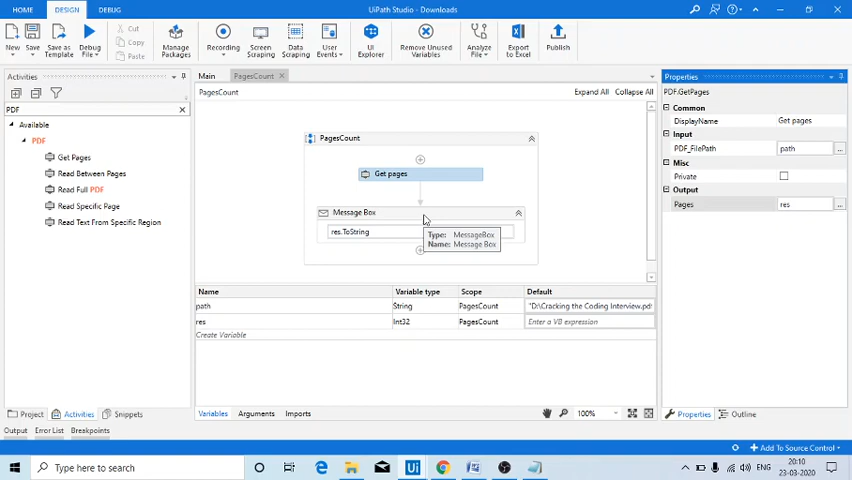 HOME
DESIGN
DEBUG
UiPath Studio - Downloads
New
Save
Save as Template
Debug File
Cut
Copy
Paste
Manage Packages
Recording
Screen Scraping
Data Scraping
User Events
UI Explorer
Remove Unused Variables
Analyze File
Export to Excel
Publish
Activities
Main
PagesCount
Properties
PDF
Available
PDF
Get Pages
Read Between Pages
Read Full PDF
Read Specific Page
Read Text From Specific Region
PagesCount
Expand All
Collapse All
PagesCount
Get pages
Message Box
res.ToString
Type: MessageBox
Name: Message Box
PDF.GetPages
Common
DisplayName Get pages
Input
PDF_FilePath path ...
Misc
Private
Output
Pages res ...
Name Variable type Scope Default
path String PagesCount "D:\Cracking the Coding Interview.pd
res Int32 PagesCount Enter a VB expression
Create Variable
Variables Arguments Imports 100%
Project Activities Snippets
Properties Outline
Output Error List Breakpoints
Add To Source Control
Type here to search
Ui
ENG
20:10
23-03-2020